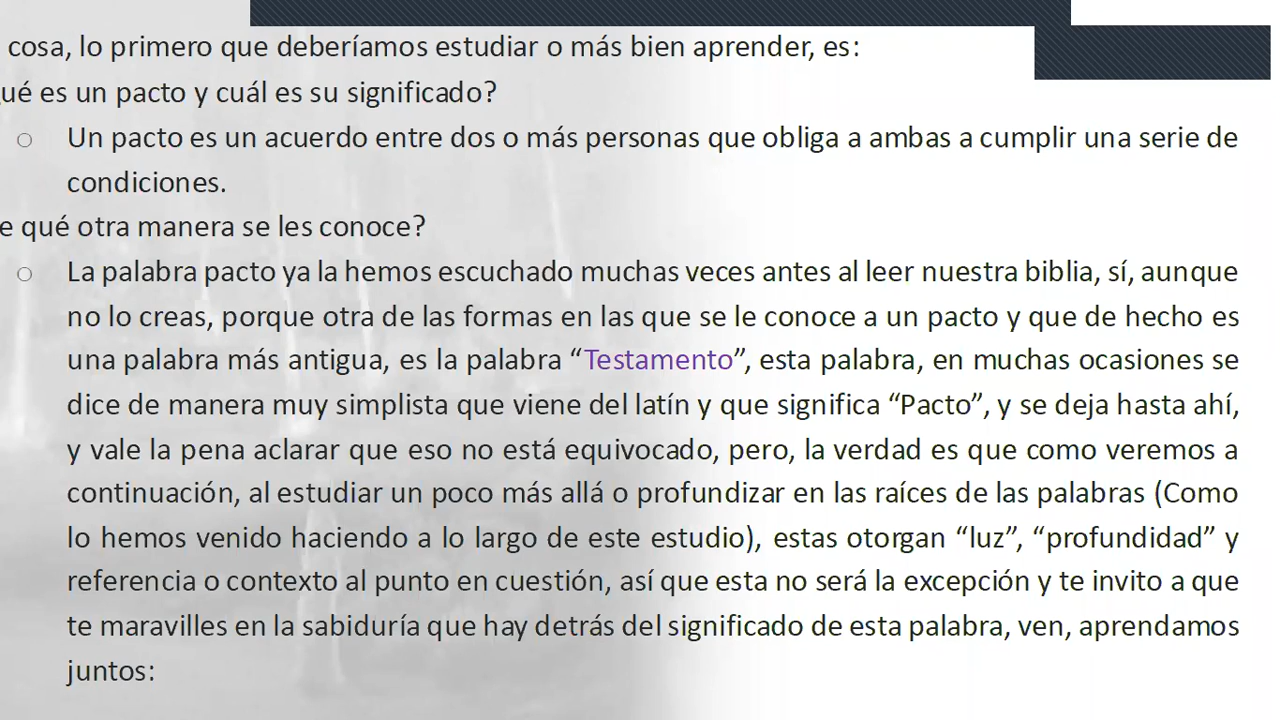 cosa, lo primero que deberíamos estudiar o más bien aprender, es:
ué es un pacto y cuál es su significado?
Un pacto es un acuerdo entre dos o más personas que obliga a ambas a cumplir una serie de
condiciones.
e qué otra manera se les conoce?
La palabra pacto ya la hemos escuchado muchas veces antes al leer nuestra biblia, sí, aunque
no lo creas, porque otra de las formas en las que se le conoce a un pacto y que de hecho es
una palabra más antigua, es la palabra “Testamento”, esta palabra, en muchas ocasiones se
dice de manera muy simplista que viene del latín y que significa “Pacto”, y se deja hasta ahí,
y vale la pena aclarar que eso no está equivocado, pero, la verdad es que como veremos a
continuación, al estudiar un poco más allá o profundizar en las raíces de las palabras (Como
lo hemos venido haciendo a lo largo de este estudio), estas otorgan “luz”, “profundidad” y
referencia o contexto al punto en cuestión, así que esta no será la excepción y te invito a que
te maravilles en la sabiduría que hay detrás del significado de esta palabra, ven, aprendamos
juntos: